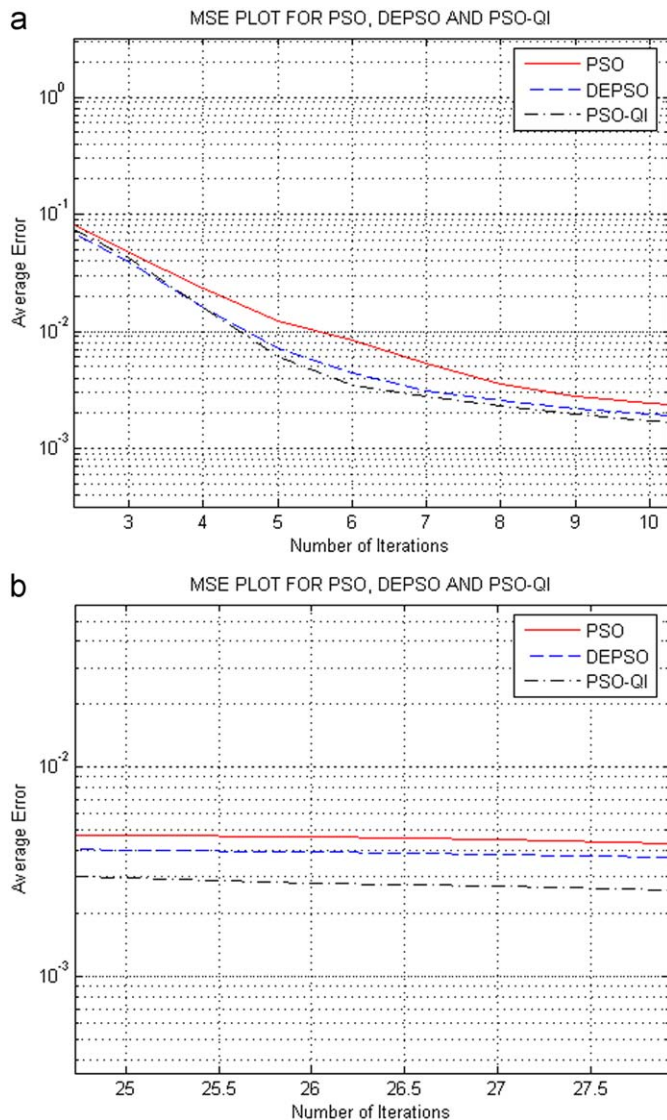 a
MSE PLOT FOR PSO, DEPSO AND PSO-QI
PSO
DEPSO
PSO-QI
10^0
10^-1
10^-2
10^-3
Average Error
3 4 5 6 7 8 9 10
Number of Iterations
b
MSE PLOT FOR PSO, DEPSO AND PSO-QI
PSO
DEPSO
PSO-QI
10^-2
10^-3
Average Error
25 25.5 26 26.5 27 27.5
Number of Iterations